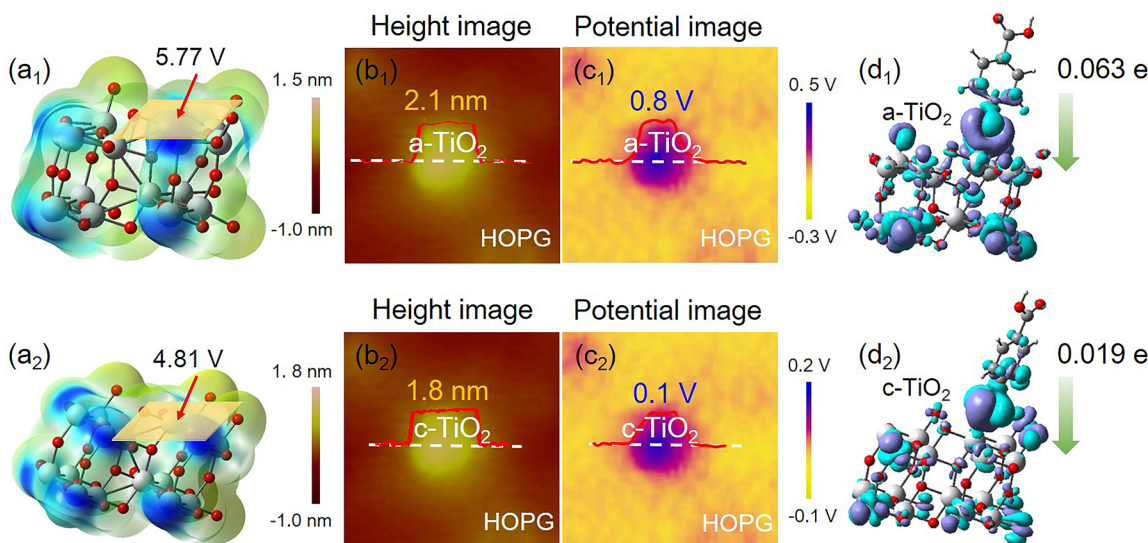 Height image
Potential image
(a₁)
5.77 V
1.5 nm
-1.0 nm
(b₁)
2.1 nm
a-TiO₂
HOPG
(c₁)
0.8 V
a-TiO₂
HOPG
0.5 V
-0.3 V
(d₁)
a-TiO₂
0.063 e
Height image
Potential image
(a₂)
4.81 V
1.8 nm
-1.0 nm
(b₂)
1.8 nm
c-TiO₂
HOPG
(c₂)
0.1 V
c-TiO₂
HOPG
0.2 V
-0.1 V
(d₂)
c-TiO₂
0.019 e